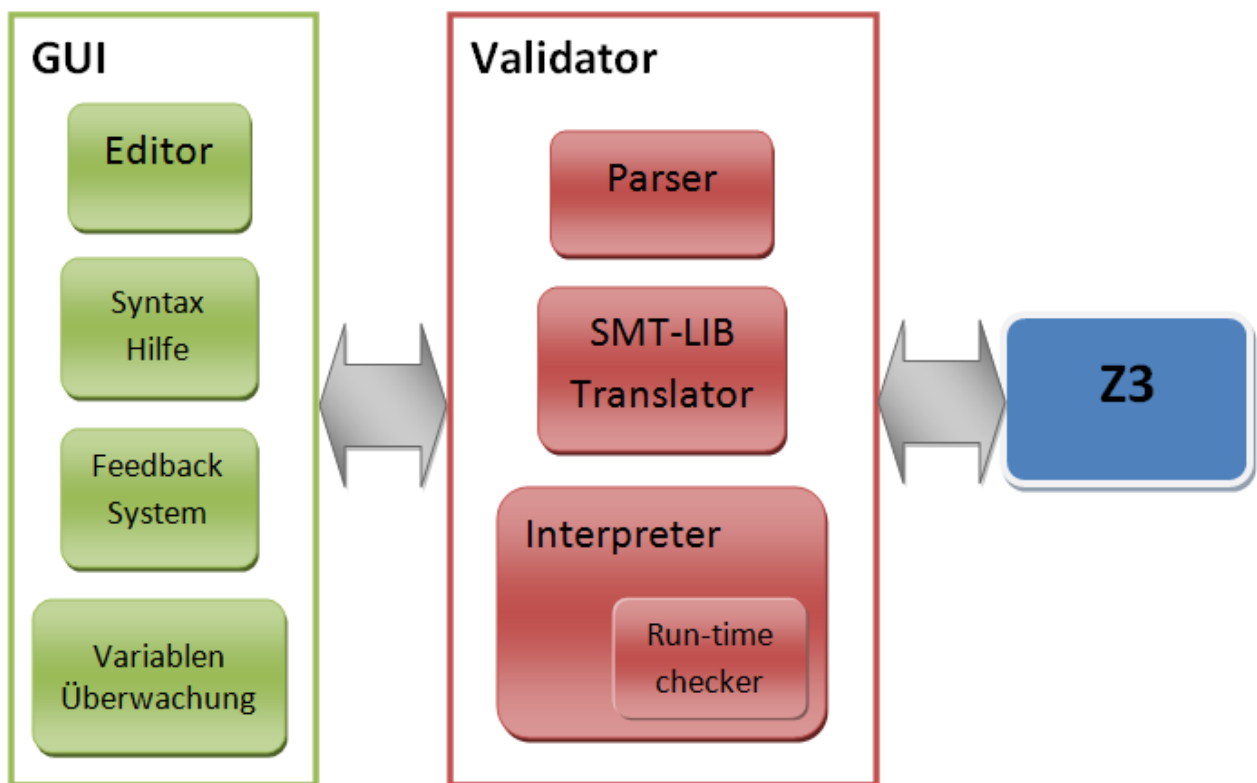 GUI
Editor
Syntax
Hilfe
Feedback
System
Variablen
Überwachung
Validator
Parser
SMT-LIB
Translator
Interpreter
Run-time
checker
Z3